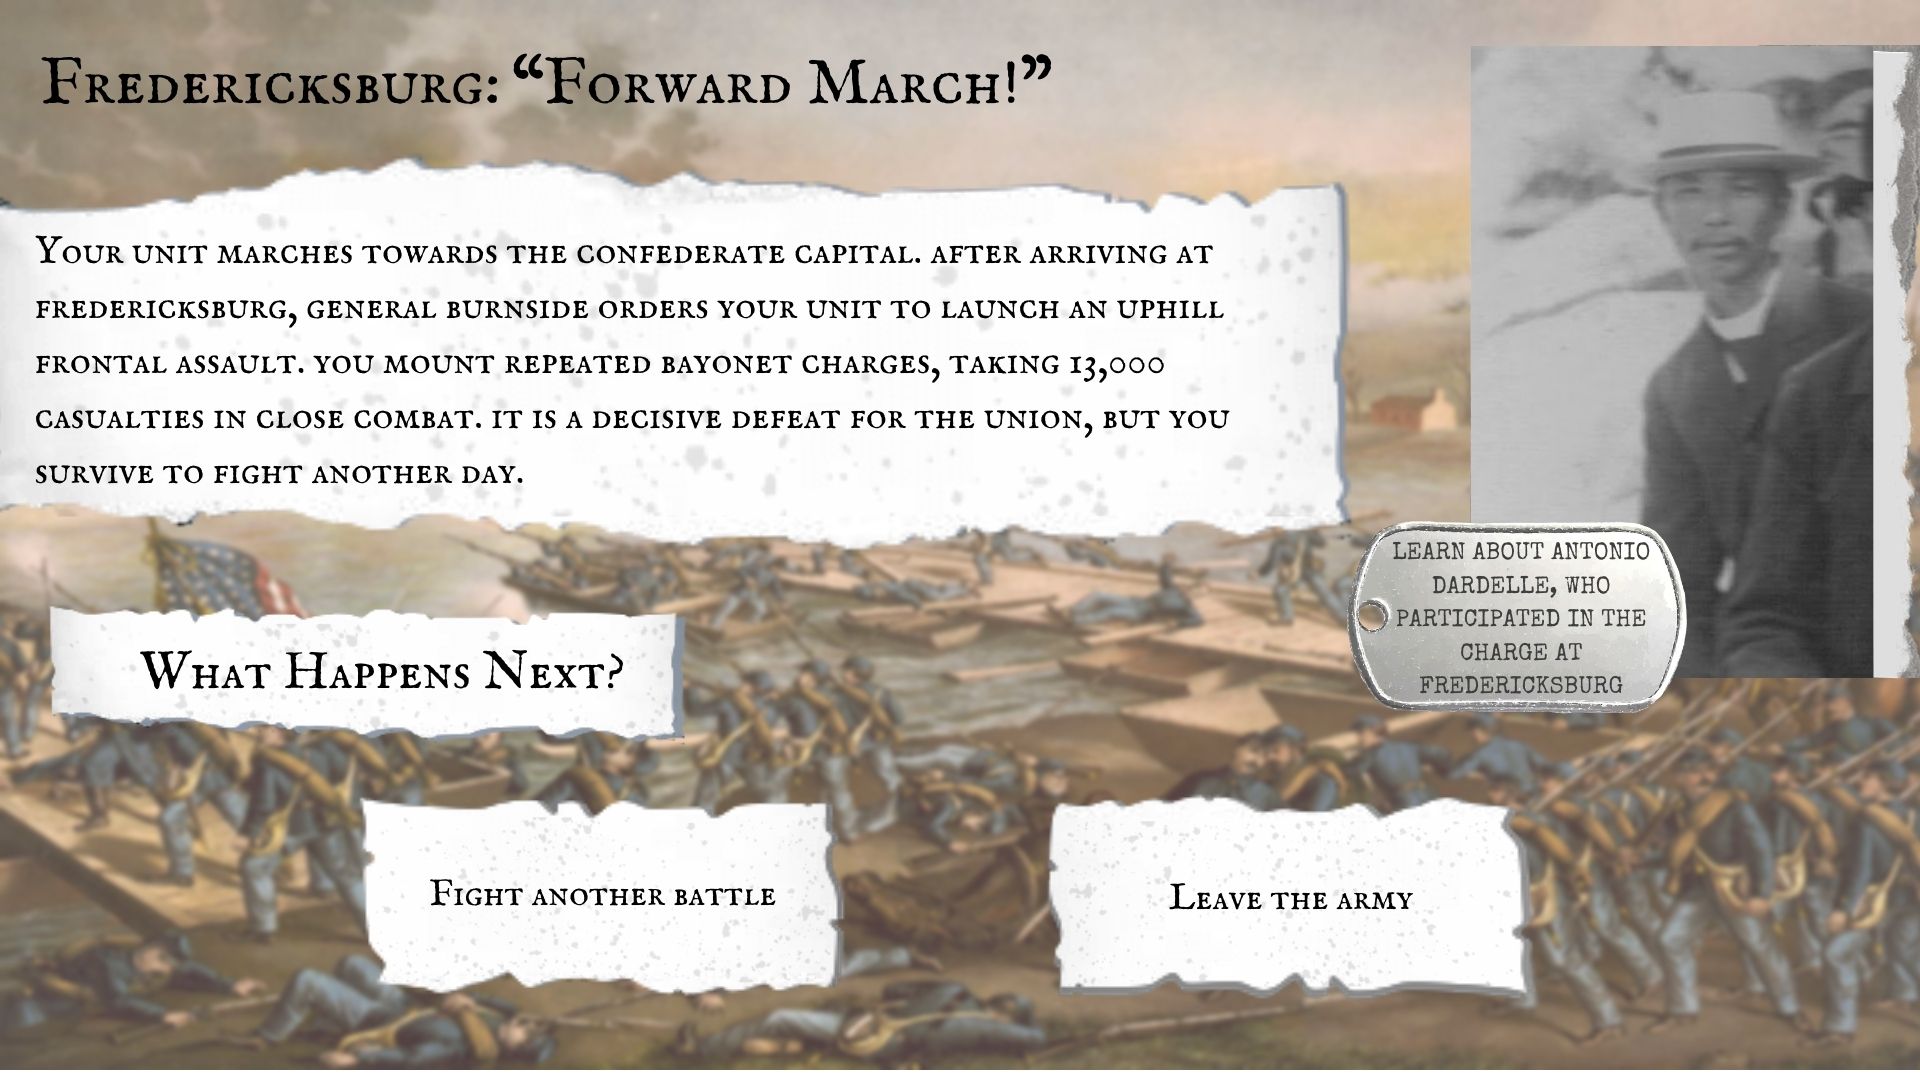 Fredericksburg: “Forward March!”
Your unit marches towards the confederate capital. after arriving at
fredericksburg, general burnside orders your unit to launch an uphill
frontal assault. you mount repeated bayonet charges, taking 13,000
casualties in close combat. it is a decisive defeat for the union, but you
survive to fight another day.
LEARN ABOUT ANTONIO
DARDELLE, WHO
PARTICIPATED IN THE
CHARGE AT
FREDERICKSBURG
What Happens Next?
Fight another battle
Leave the army